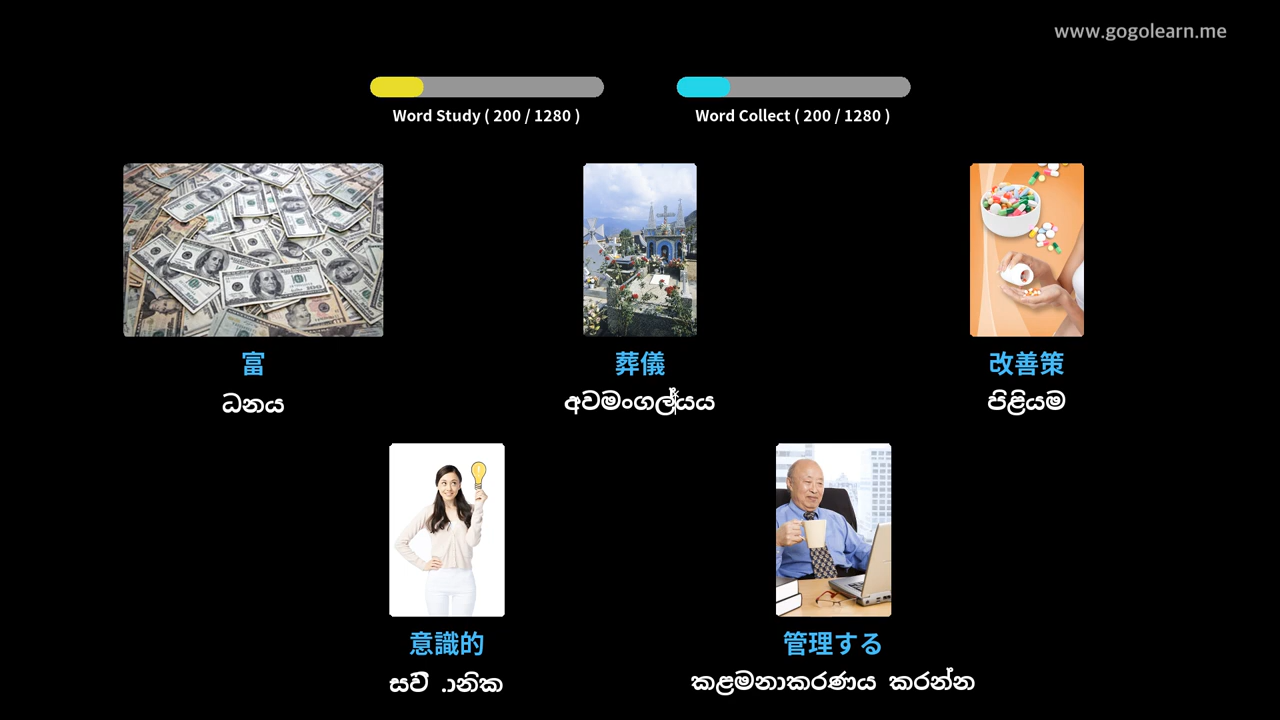 www.gogolearn.me
Word Study ( 200 / 1280 )
Word Collect ( 200 / 1280 )
富
ධනය
葬儀
අවමංගල්‍යය
改善策
පිළියම
意識的
管理する
කළමනාකරණය කරන්න